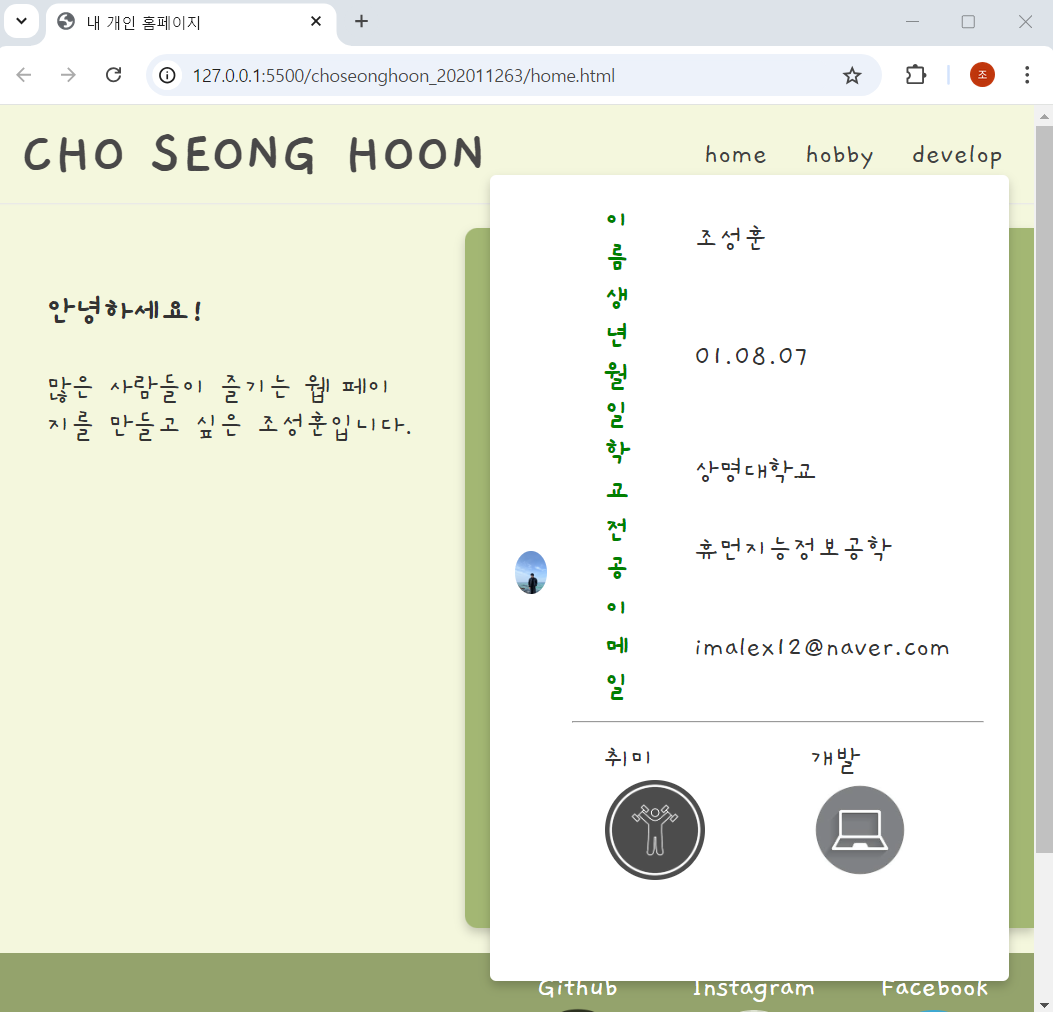 내 개인 홈페이지
127.0.0.1:5500/choseonghoon_202011263/home.html
조
CHO SEONG HOON
home hobby develop
안녕하세요!
많은 사람들이 즐기는 웹 페이
지를 만들고 싶은 조성훈입니다.
이
름
조성훈
생
년
월
일
01.08.07
학
교
상명대학교
전
공
휴먼지능정보공학
이
메
일
imalex12@naver.com
취미 개발
Github Instagram Facebook